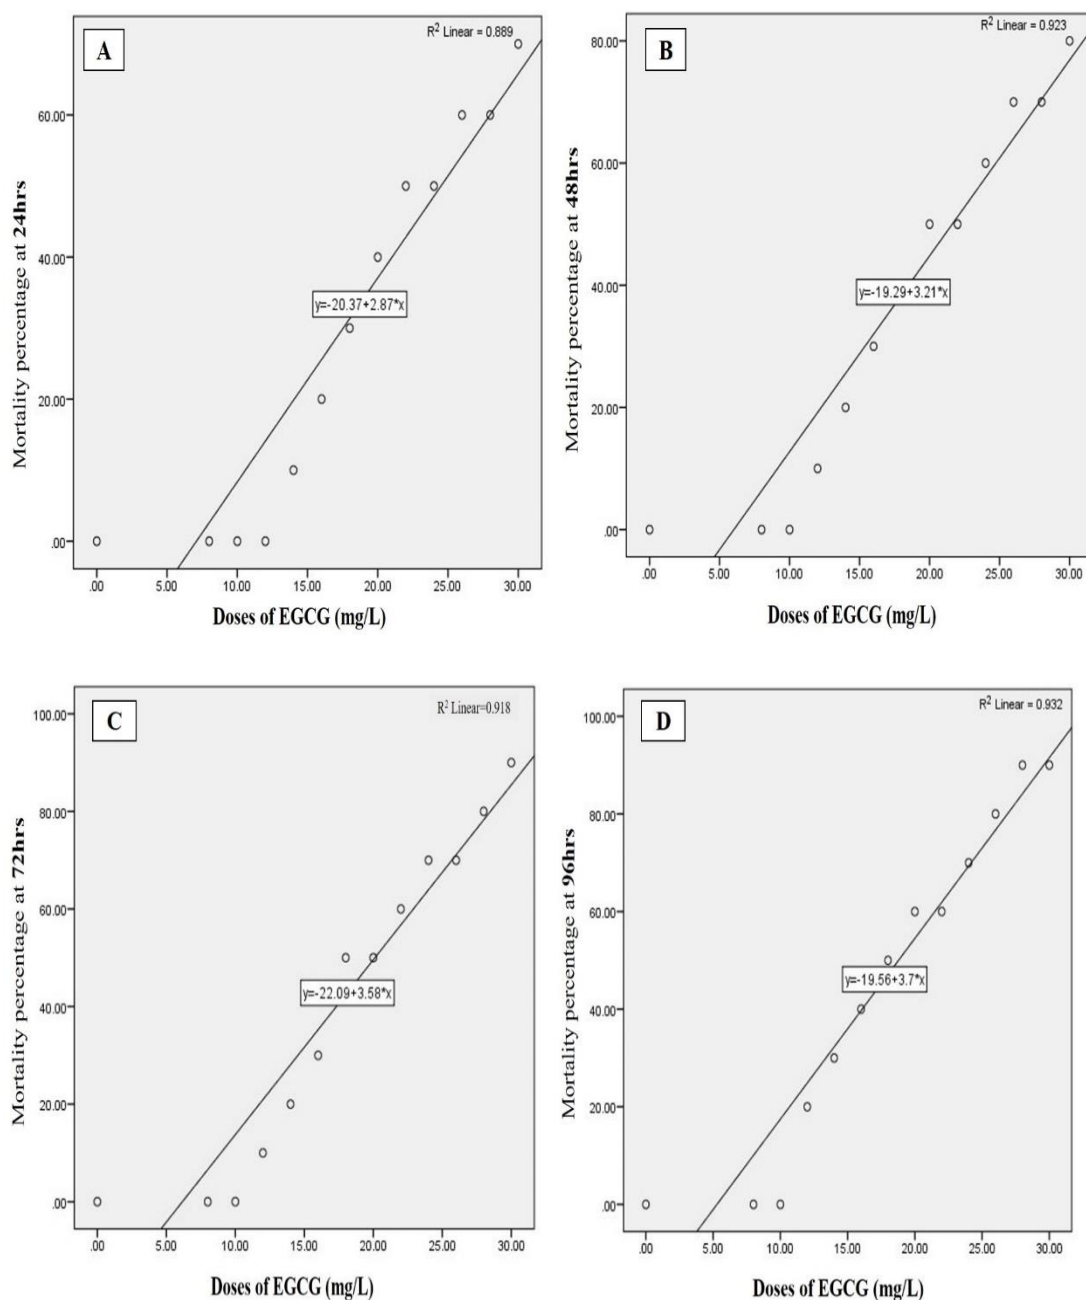 A
R² Linear = 0.889
Mortality percentage at 24hrs
60.00
40.00
20.00
.00
y=-20.37+2.87*x
.00 5.00 10.00 15.00 20.00 25.00 30.00
Doses of EGCG (mg/L)
B
R² Linear = 0.923
Mortality percentage at 48hrs
80.00
60.00
40.00
20.00
.00
y=-19.29+3.21*x
.00 5.00 10.00 15.00 20.00 25.00 30.00
Doses of EGCG (mg/L)
C
R² Linear=0.918
Mortality percentage at 72hrs
100.00
80.00
60.00
40.00
20.00
.00
y=-22.09+3.58*x
.00 5.00 10.00 15.00 20.00 25.00 30.00
Doses of EGCG (mg/L)
D
R² Linear = 0.932
Mortality percentage at 96hrs
100.00
80.00
60.00
40.00
20.00
.00
y=-19.56+3.7*x
.00 5.00 10.00 15.00 20.00 25.00 30.00
Doses of EGCG (mg/L)